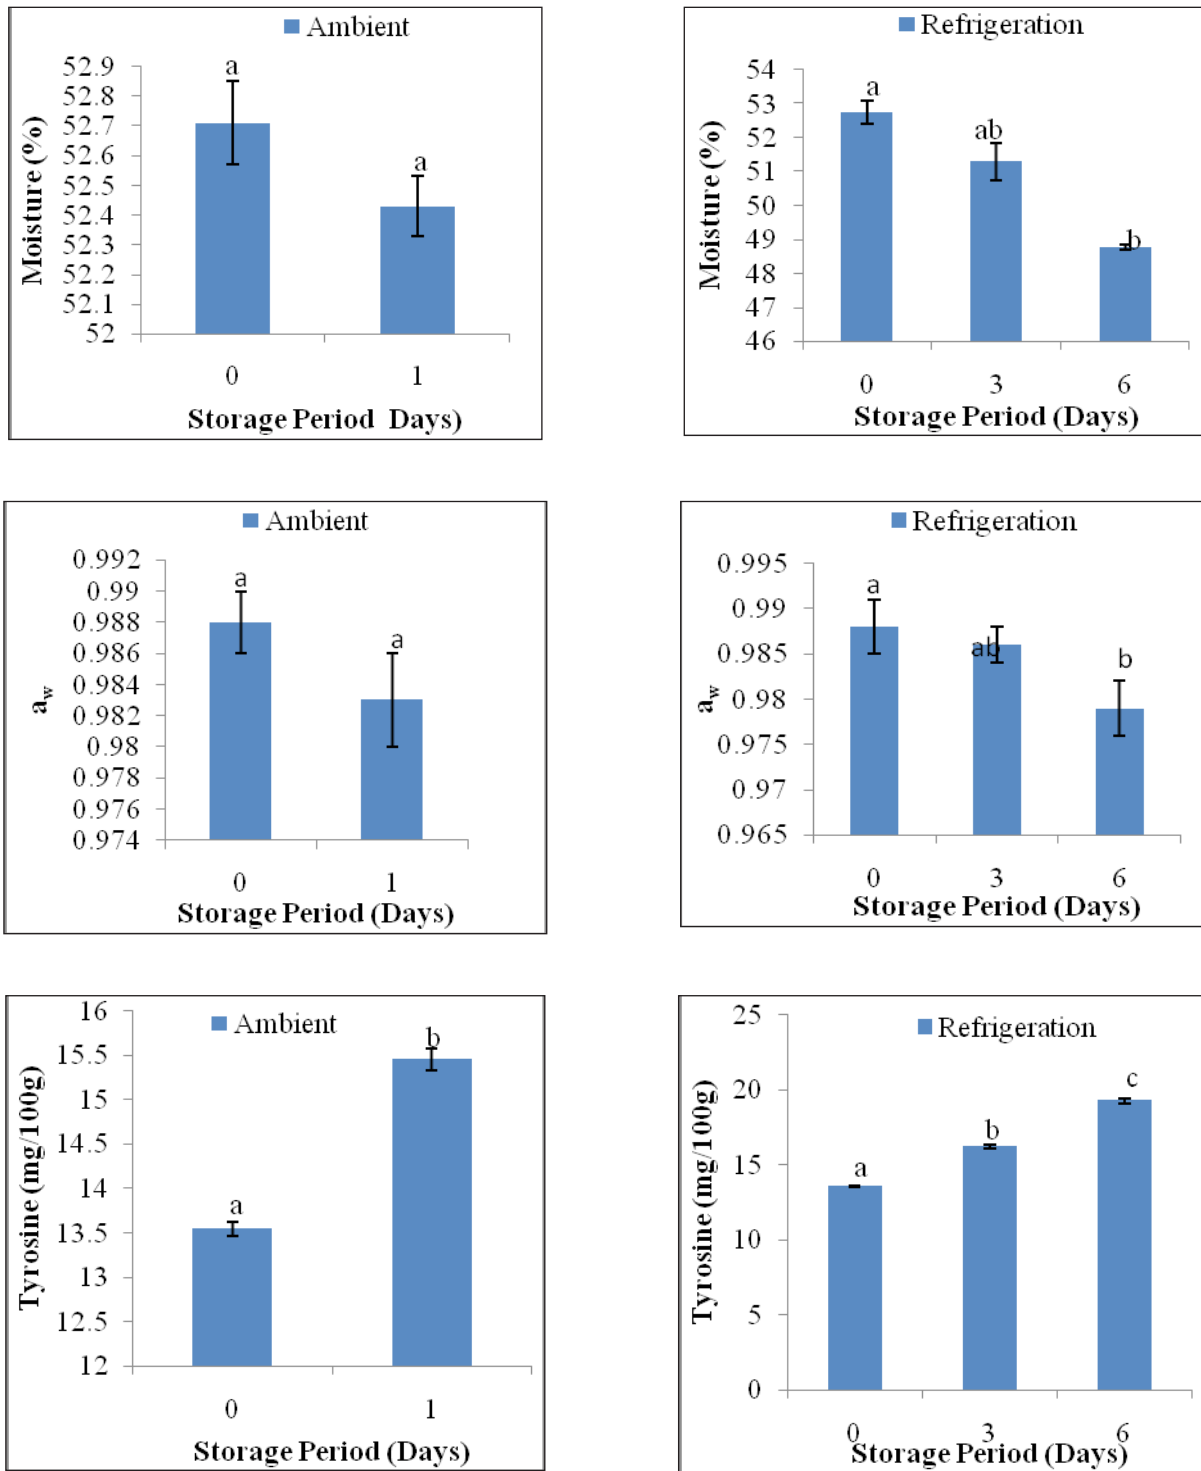 Ambient
52.9
52.8
52.7
52.6
52.5
52.4
52.3
52.2
52.1
52
Moisture (%)
a
a
0 1
Storage Period Days)
Refrigeration
54
53
52
51
50
49
48
47
46
Moisture (%)
a
ab
b
0 3 6
Storage Period (Days)
Ambient
0.992
0.99
0.988
0.986
0.984
0.982
0.98
0.978
0.976
0.974
aw
a
a
0 1
Storage Period (Days)
Refrigeration
0.995
0.99
0.985
0.98
0.975
0.97
0.965
aw
a
ab
b
0 3 6
Storage Period (Days)
Ambient
16
15.5
15
14.5
14
13.5
13
12.5
12
Tyrosine (mg/100g)
a
b
0 1
Storage Period (Days)
Refrigeration
25
20
15
10
5
0
Tyrosine (mg/100g)
a
b
c
0 3 6
Storage Period (Days)